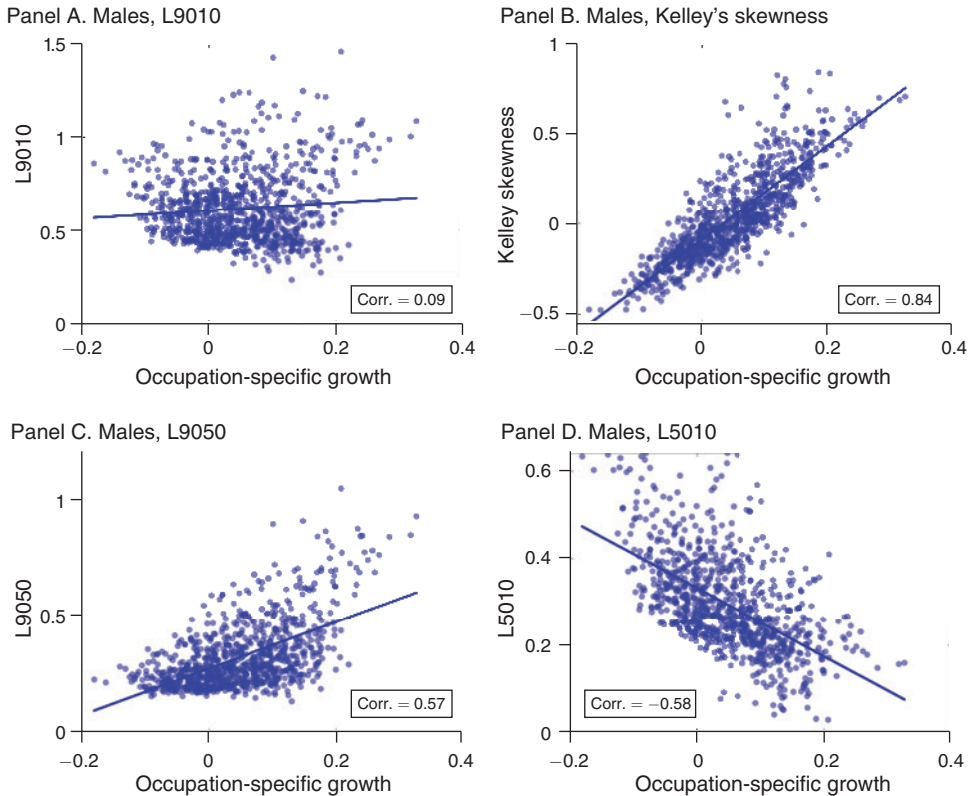 Panel A. Males, L9010
1.5
1
0.5
0
L9010
Corr. = 0.09
−0.2
0
0.2
0.4
Occupation-specific growth
Panel B. Males, Kelley's skewness
1
0.5
0
−0.5
Kelley skewness
Corr. = 0.84
−0.2
0
0.2
0.4
Occupation-specific growth
Panel C. Males, L9050
1
0.5
0
L9050
Corr. = 0.57
−0.2
0
0.2
0.4
Occupation-specific growth
Panel D. Males, L5010
0.6
0.4
0.2
0
L5010
Corr. = −0.58
−0.2
0
0.2
0.4
Occupation-specific growth